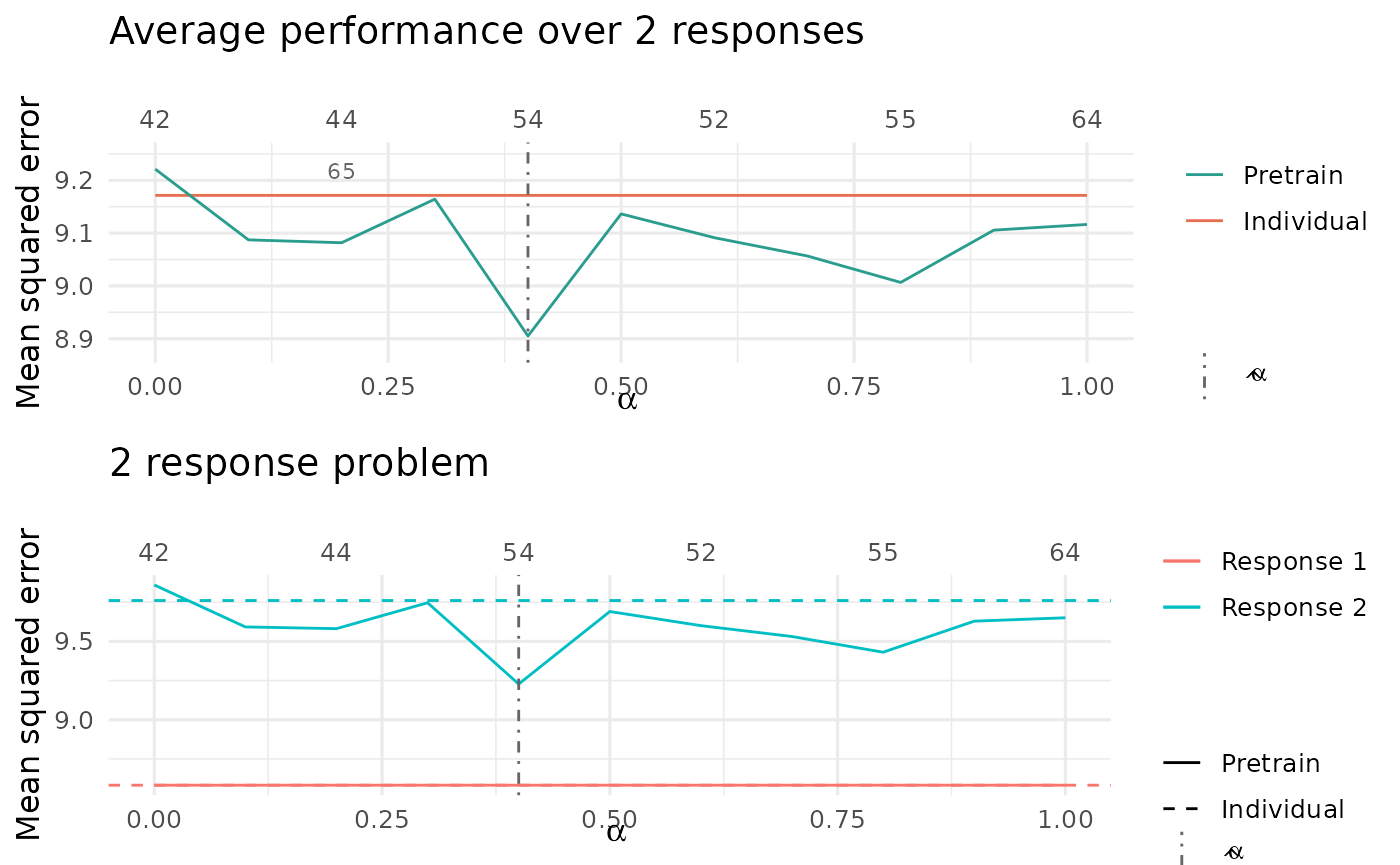 Average performance over 2 responses
Mean squared error
42 44 54 52 55 64
65
9.2
9.1
9.0
8.9
0.00 0.25 0.50 0.75 1.00
α
Pretrain
Individual
α̂
2 response problem
Mean squared error
42 44 54 52 55 64
9.5
9.0
0.00 0.25 0.50 0.75 1.00
α
Response 1
Response 2
Pretrain
Individual
α̂